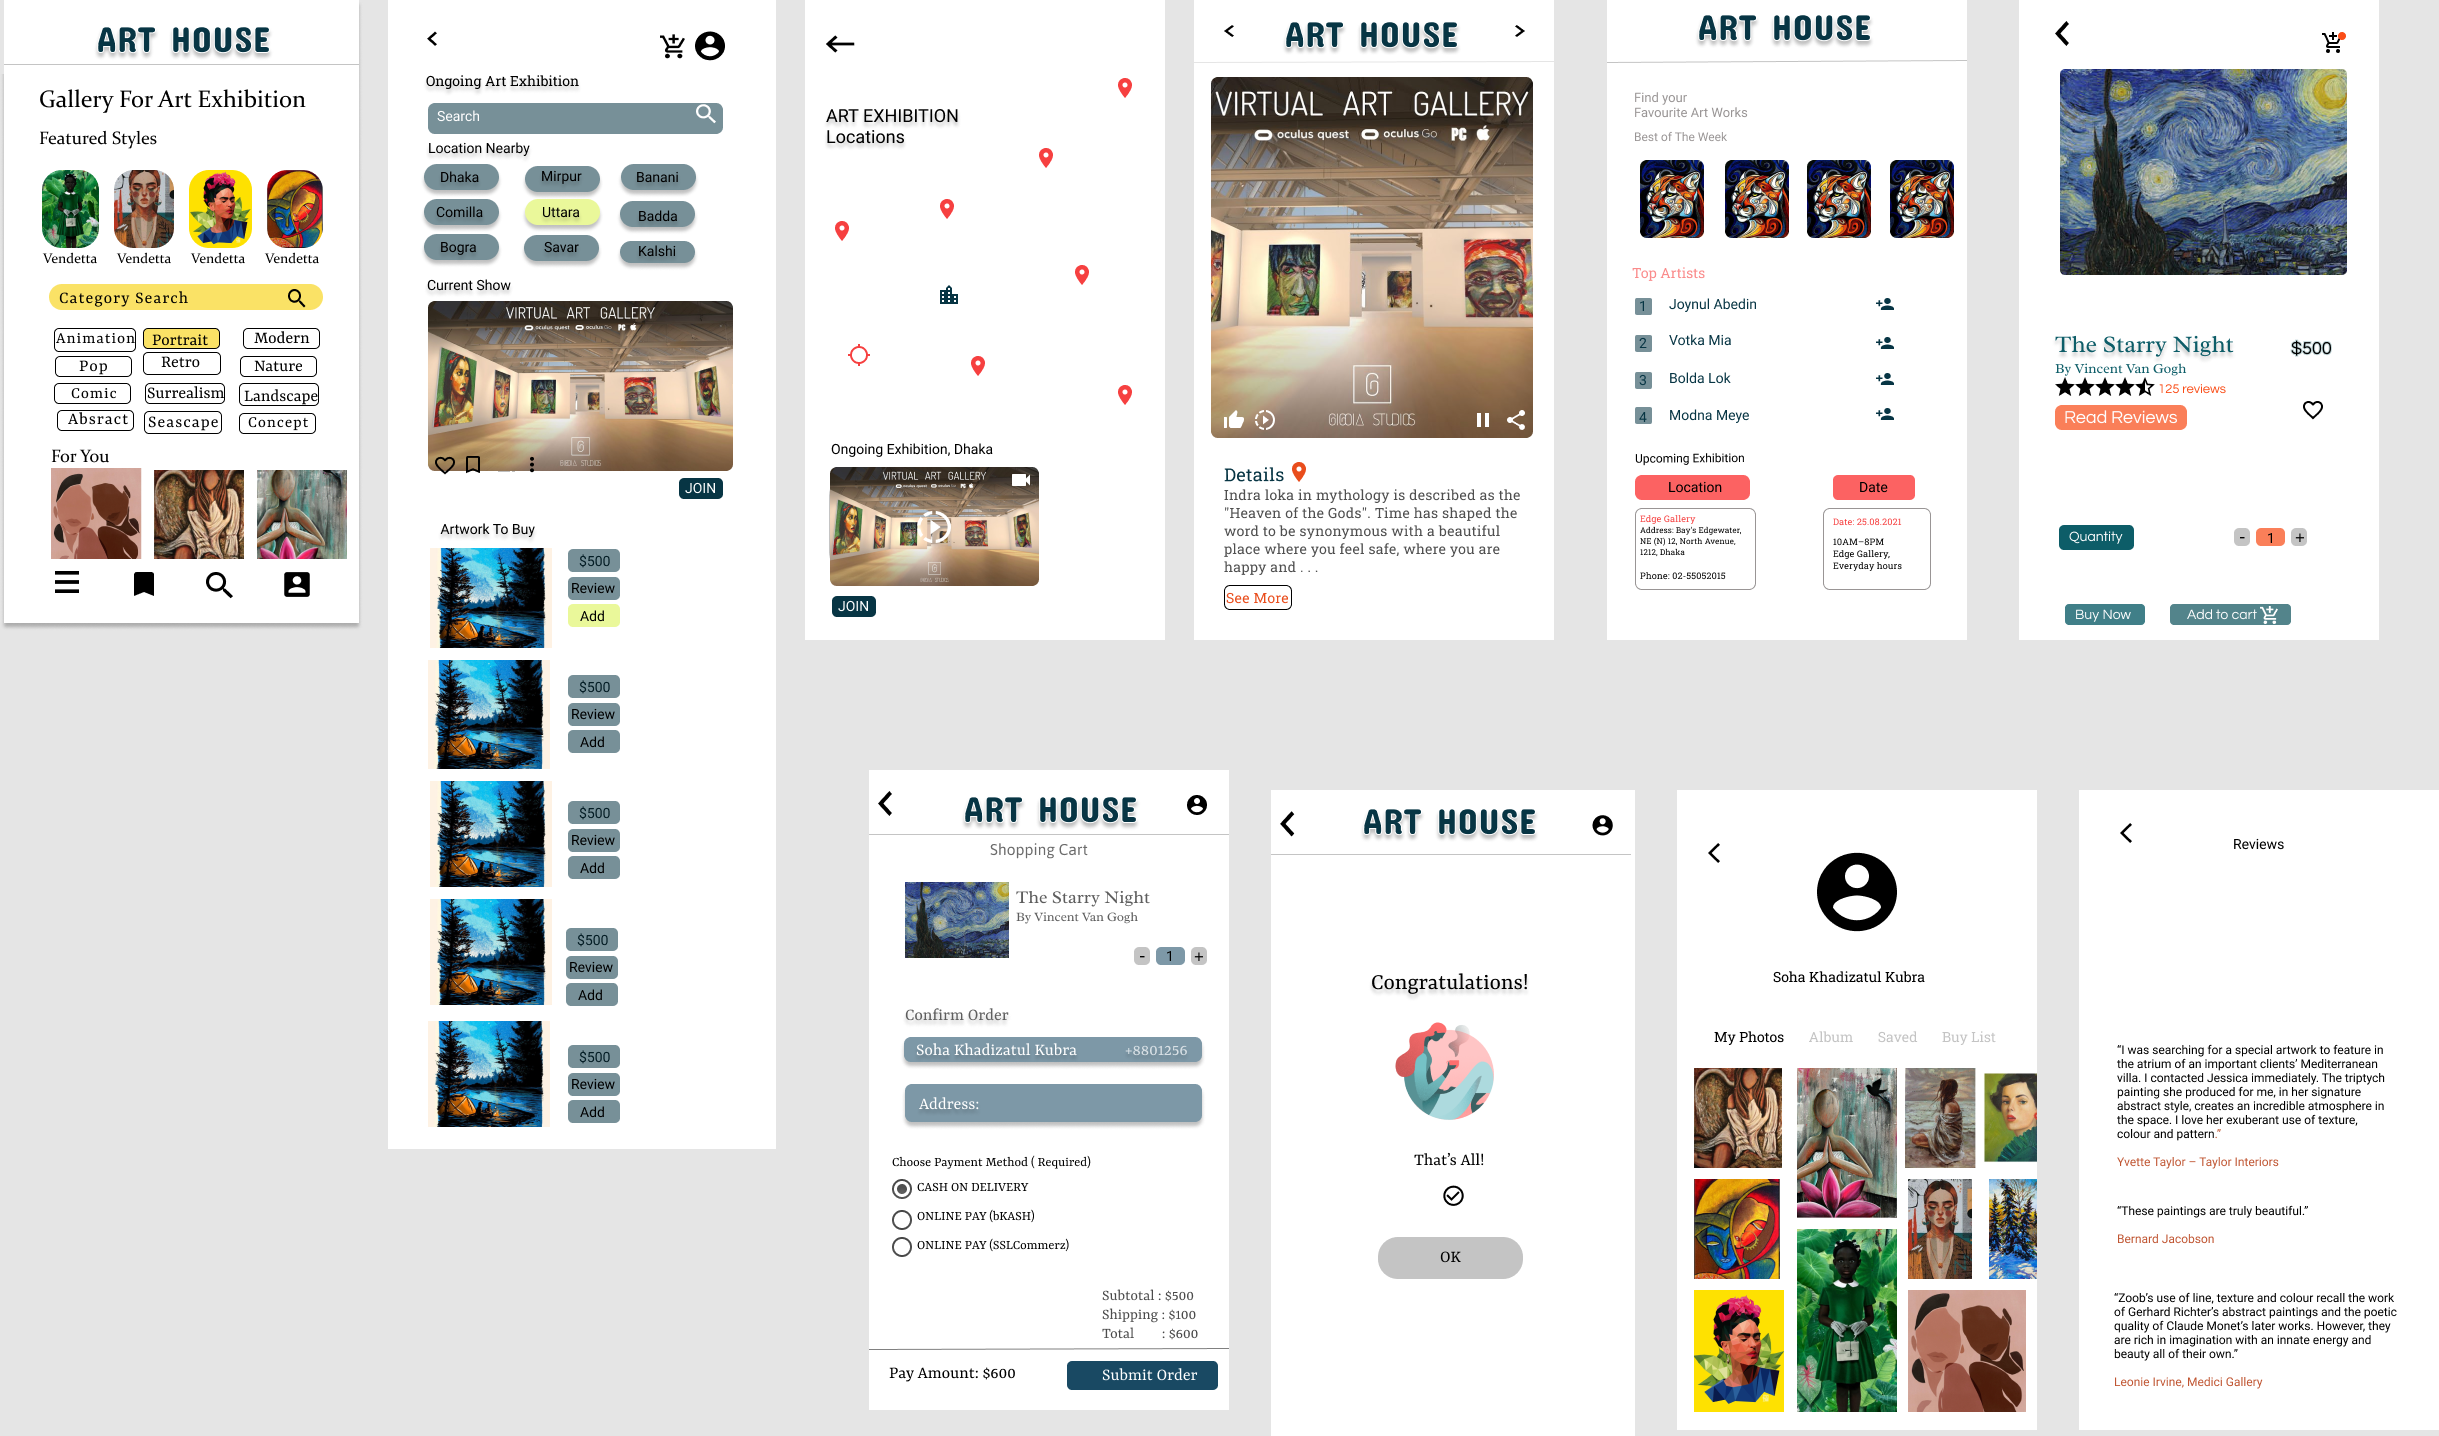 ART HOUSE
Gallery For Art Exhibition
Featured Styles
Vendetta Vendetta Vendetta Vendetta
Category Search
Animation Portrait Modern
Pop Retro Nature
Comic Surrealism Landscape
Absract Seascape Concept
For You
Ongoing Art Exhibition
Search
Location Nearby
Dhaka Mirpur Banani
Comilla Uttara Badda
Bogra Savar Kalshi
Current Show
VIRTUAL ART GALLERY
oculus quest oculus Go PC
GIGOIA STUDIOS
JOIN
Artwork To Buy
$500
Review
Add
$500
Review
Add
$500
Review
Add
$500
Review
Add
$500
Review
Add
ART EXHIBITION
Locations
Ongoing Exhibition, Dhaka
VIRTUAL ART GALLERY
JOIN
< ART HOUSE >
VIRTUAL ART GALLERY
oculus quest oculus Go PC
GIGOIA STUDIOS
Details
Indra loka in mythology is described as the
"Heaven of the Gods". Time has shaped the
word to be synonymous with a beautiful
place where you feel safe, where you are
happy and . . .
See More
ART HOUSE
Find your
Favourite Art Works
Best of The Week
Top Artists
1 Joynul Abedin
2 Votka Mia
3 Bolda Lok
4 Modna Meye
Upcoming Exhibition
Location Date
Edge Gallery
Address: Bay's Edgewater,
NE (N) 12, North Avenue,
1212, Dhaka
Phone: 02-55052015
Date: 25.08.2021
10AM–8PM
Edge Gallery,
Everyday hours
The Starry Night $500
By Vincent Van Gogh
125 reviews
Read Reviews
Quantity - 1 +
Buy Now Add to cart
ART HOUSE
Shopping Cart
The Starry Night
By Vincent Van Gogh
- 1 +
Confirm Order
Soha Khadizatul Kubra +8801256
Address:
Choose Payment Method ( Required)
CASH ON DELIVERY
ONLINE PAY (bKASH)
ONLINE PAY (SSLCommerz)
Subtotal : $500
Shipping : $100
Total : $600
Pay Amount: $600 Submit Order
ART HOUSE
Congratulations!
That's All!
OK
Soha Khadizatul Kubra
My Photos Album Saved Buy List
Reviews
“I was searching for a special artwork to feature in
the atrium of an important clients’ Mediterranean
villa. I contacted Jessica immediately. The triptych
painting she produced for me, in her signature
abstract style, creates an incredible atmosphere in
the space. I love her exuberant use of texture,
colour and pattern.”
Yvette Taylor – Taylor Interiors
“These paintings are truly beautiful.”
Bernard Jacobson
“Zoob’s use of line, texture and colour recall the work
of Gerhard Richter’s abstract paintings and the poetic
quality of Claude Monet’s later works. However, they
are rich in imagination with an innate energy and
beauty all of their own.”
Leonie Irvine, Medici Gallery